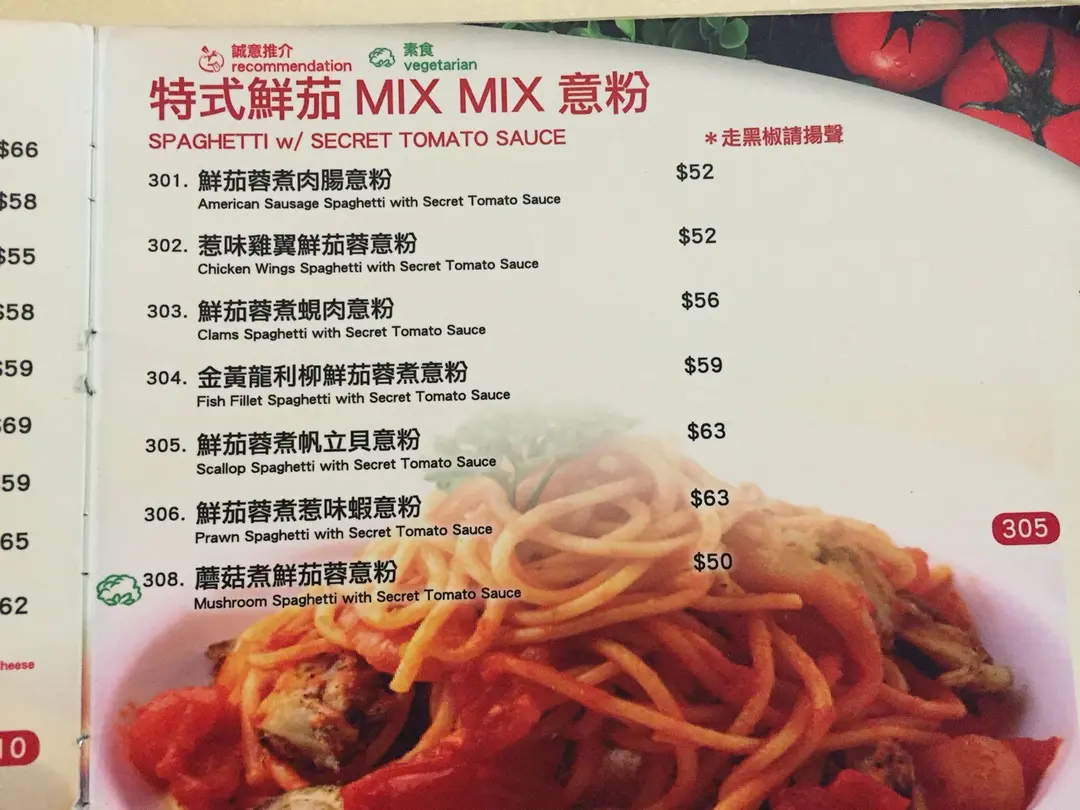 誠意推介
recommendation
素食
vegetarian
特式鮮茄 MIX MIX 意粉
SPAGHETTI w/ SECRET TOMATO SAUCE
*走黑椒請揚聲
301. 鮮茄蓉煮肉腸意粉 $52
American Sausage Spaghetti with Secret Tomato Sauce
302. 惹味雞翼鮮茄蓉意粉 $52
Chicken Wings Spaghetti with Secret Tomato Sauce
303. 鮮茄蓉煮蜆肉意粉 $56
Clams Spaghetti with Secret Tomato Sauce
304. 金黃龍利柳鮮茄蓉煮意粉 $59
Fish Fillet Spaghetti with Secret Tomato Sauce
305. 鮮茄蓉煮帆立貝意粉 $63
Scallop Spaghetti with Secret Tomato Sauce
306. 鮮茄蓉煮惹味蝦意粉 $63
Prawn Spaghetti with Secret Tomato Sauce
308. 蘑菇煮鮮茄蓉意粉 $50
Mushroom Spaghetti with Secret Tomato Sauce
305
$66
$58
$55
$58
$59
69
59
65
62
heese
10